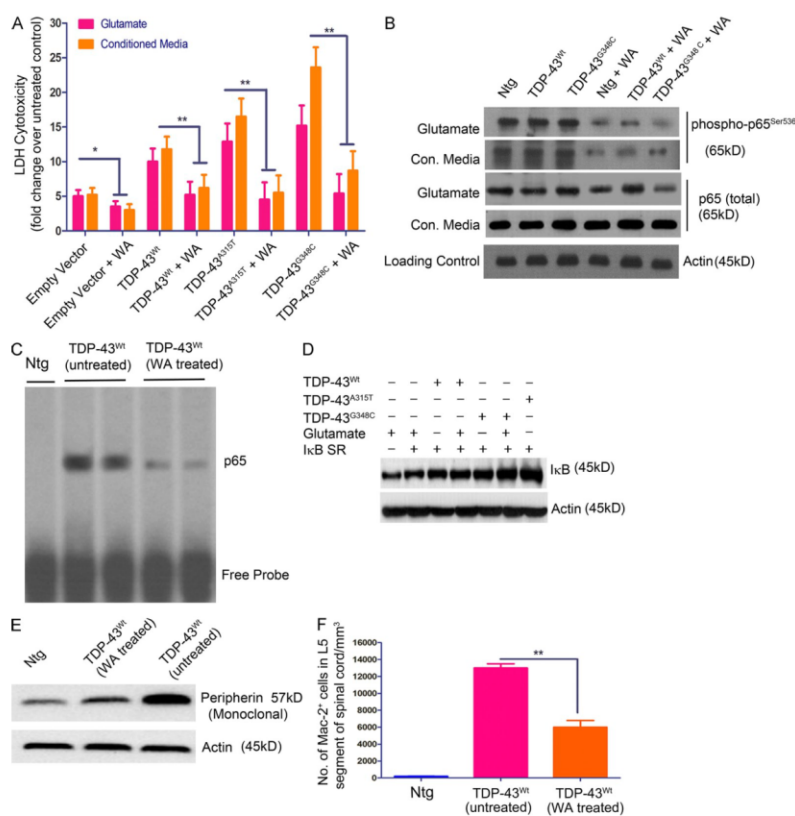 A
Glutamate
Conditioned Media
LDH Cytotoxicity
(fold change over untreated control)
30
25
20
15
10
5
0
*
**
**
**
Empty Vector
Empty Vector + WA
TDP-43Wt
TDP-43Wt + WA
TDP-43A315T
TDP-43A315T + WA
TDP-43G348C
TDP-43G348C + WA
B
Ntg
TDP-43Wt
TDP-43G348C
Ntg + WA
TDP-43Wt + WA
TDP-43G348 C + WA
Glutamate
Con. Media
phospho-p65Ser536
(65kD)
Glutamate
Con. Media
p65 (total)
(65kD)
Loading Control
Actin (45kD)
C
Ntg
TDP-43Wt
(untreated)
TDP-43Wt
(WA treated)
p65
Free Probe
D
TDP-43Wt − − + + − − −
TDP-43A315T − − − − − − +
TDP-43G348C − − − − + + −
Glutamate + + − + − + −
IκB SR − + + + + + +
IκB (45kD)
Actin (45kD)
E
Ntg
TDP-43Wt
(WA treated)
TDP-43Wt
(untreated)
Peripherin 57kD
(Monoclonal)
Actin (45kD)
F
No. of Mac-2+ cells in L5
segment of spinal cord/mm3
16000
14000
12000
10000
8000
6000
4000
2000
0
**
Ntg
TDP-43Wt
(untreated)
TDP-43Wt
(WA treated)